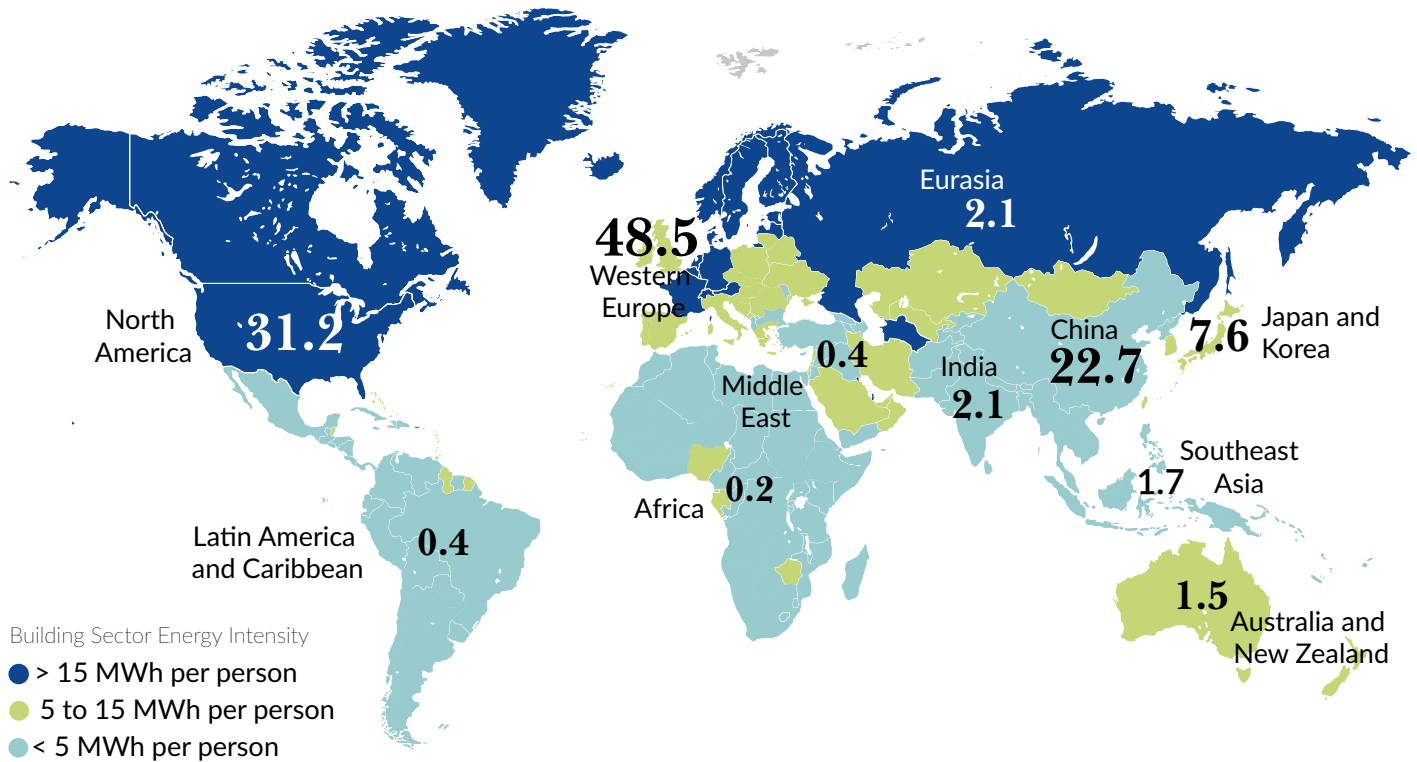 Eurasia
2.1
48.5
Western
Europe
North
America
31.2
0.4
Middle
East
India
2.1
China
22.7
7.6
Japan and
Korea
Southeast
Asia
1.7
Africa
0.2
Latin America
and Caribbean
0.4
1.5
Australia and
New Zealand
Building Sector Energy Intensity
> 15 MWh per person
5 to 15 MWh per person
< 5 MWh per person